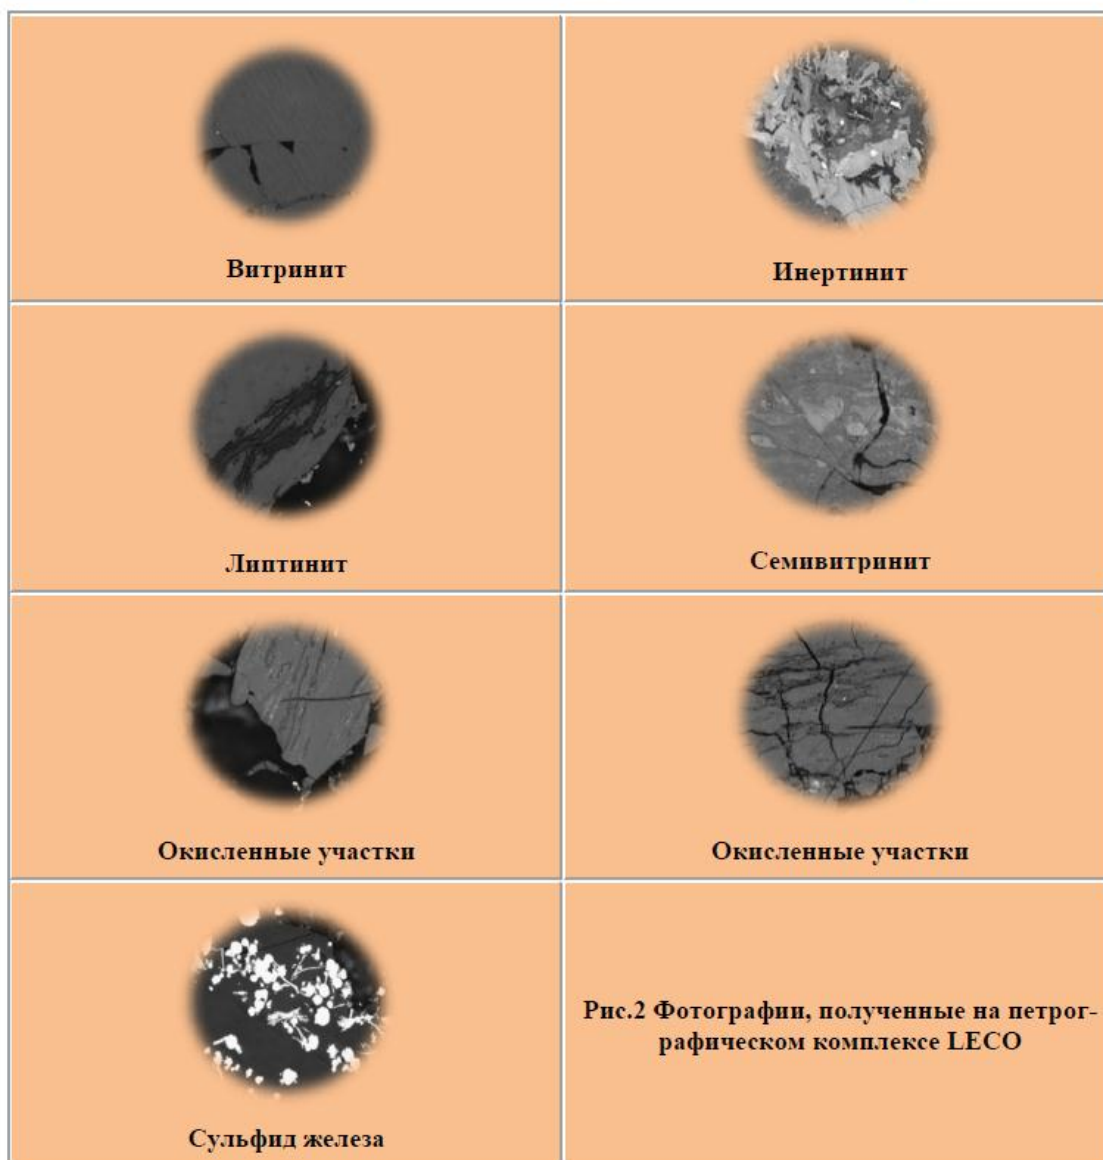 Витринит
Инертинит
Липтинит
Семивитринит
Окисленные участки
Окисленные участки
Сульфид железа
Рис.2 Фотографии, полученные на петрог-
рафическом комплексе LECO